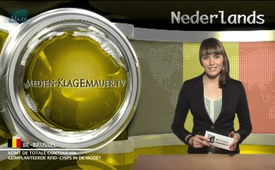 Nederlands
MEDIEN-KLAGEMAUER.TV
BE - BRUSSEL
KOMT DE TOTALE CONTROLE VIA
GEÏMPLANTEERDE RFID-CHIPS IN DE MODE?